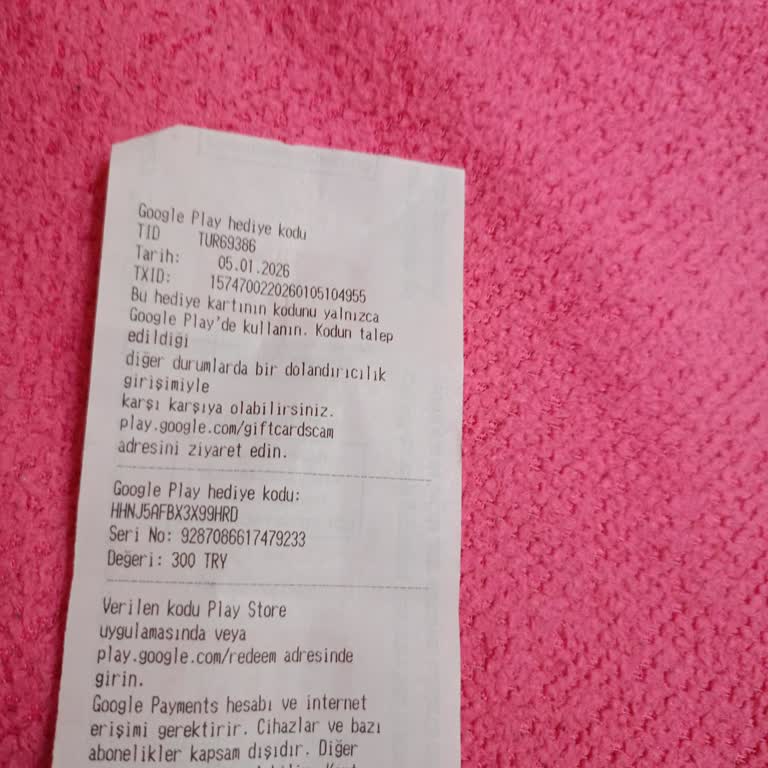 Google Play hediye kodu
TID TUR69386
Tarih: 05.01.2026
TXID: 1574700220260105104955
Bu hediye kartının kodunu yalnızca
Google Play'de kullanın. Kodun talep
edildiği
diğer durumlarda bir dolandırıcılık
girişimiyle
karşı karşıya olabilirsiniz.
play.google.com/giftcardscam
adresini ziyaret edin.
Google Play hediye kodu:
HHNJ5AFBX3X99HRD
Seri No: 9287086617479233
Değeri: 300 TRY
Verilen kodu Play Store
uygulamasında veya
play.google.com/redeem adresinde
girin.
Google Payments hesabı ve internet
erişimi gerektirir. Cihazlar ve bazı
abonelikler kapsam dışıdır. Diğer